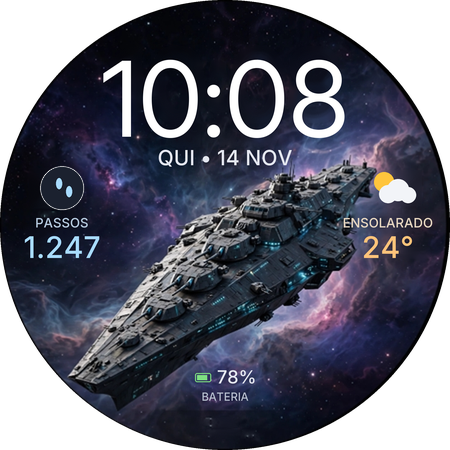 10:08
QUI • 14 NOV
PASSOS
1.247
ENSOLARADO
24°
78%
BATERIA